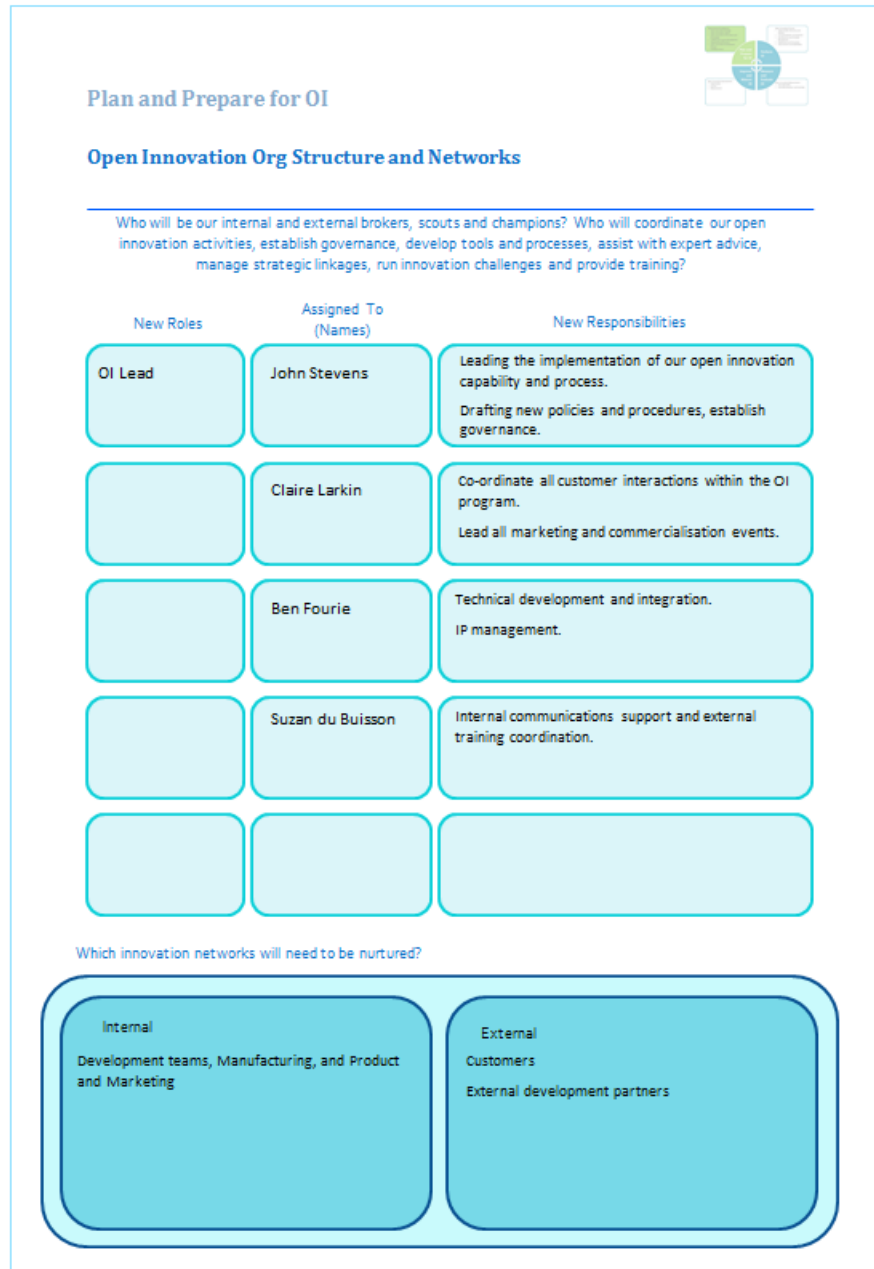 Plan and Prepare for OI
Open Innovation Org Structure and Networks
Who will be our internal and external brokers, scouts and champions? Who will coordinate our open
innovation activities, establish governance, develop tools and processes, assist with expert advice,
manage strategic linkages, run innovation challenges and provide training?
New Roles
Assigned To
(Names)
New Responsibilities
OI Lead
John Stevens
Leading the implementation of our open innovation
capability and process.
Drafting new policies and procedures, establish
governance.
Claire Larkin
Co-ordinate all customer interactions within the OI
program.
Lead all marketing and commercialisation events.
Ben Fourie
Technical development and integration.
IP management.
Suzan du Buisson
Internal communications support and external
training coordination.
Which innovation networks will need to be nurtured?
Internal
Development teams, Manufacturing, and Product
and Marketing
External
Customers
External development partners